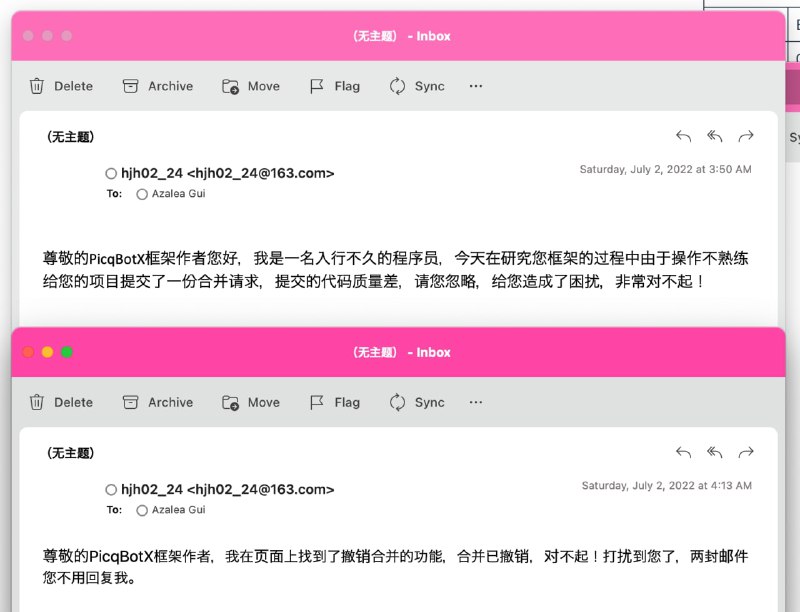 (无主题) - Inbox
Delete Archive Move Flag Sync ···
(无主题)
hjh02_24 <hjh02_24@163.com>
Saturday, July 2, 2022 at 3:50 AM
To: Azalea Gui
尊敬的PicqBotX框架作者您好，我是一名入行不久的程序员，今天在研究您框架的过程中由于操作不熟练
给您的项目提交了一份合并请求，提交的代码质量差，请您忽略，给您造成了困扰，非常对不起！
(无主题) - Inbox
Delete Archive Move Flag Sync ···
(无主题)
hjh02_24 <hjh02_24@163.com>
Saturday, July 2, 2022 at 4:13 AM
To: Azalea Gui
尊敬的PicqBotX框架作者，我在页面上找到了撤销合并的功能，合并已撤销，对不起！打扰到您了，两封邮件
您不用回复我。